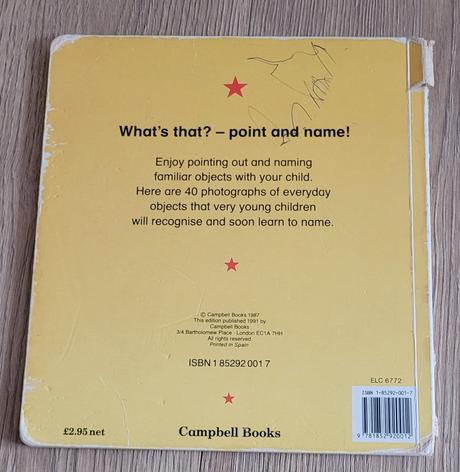 What's that? – point and name!
Enjoy pointing out and naming
familiar objects with your child.
Here are 40 photographs of everyday
objects that very young children
will recognise and soon learn to name.
© Campbell Books 1987
This edition published 1991 by
Campbell Books
3/4 Bartholomew Place · London EC1A 7HH
All rights reserved
Printed in Spain
ISBN 1 85292 001 7
ELC 6772
ISBN 1-85292-001-7
9 781852 920012
£2.95 net
Campbell Books